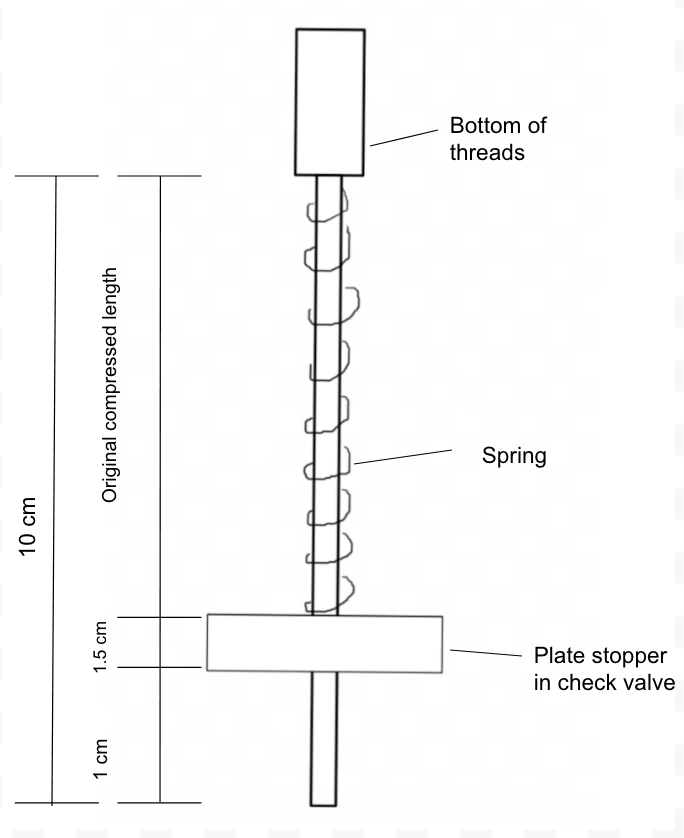 Bottom of
threads
Original compressed length
Spring
10 cm
1.5 cm
Plate stopper
in check valve
1 cm